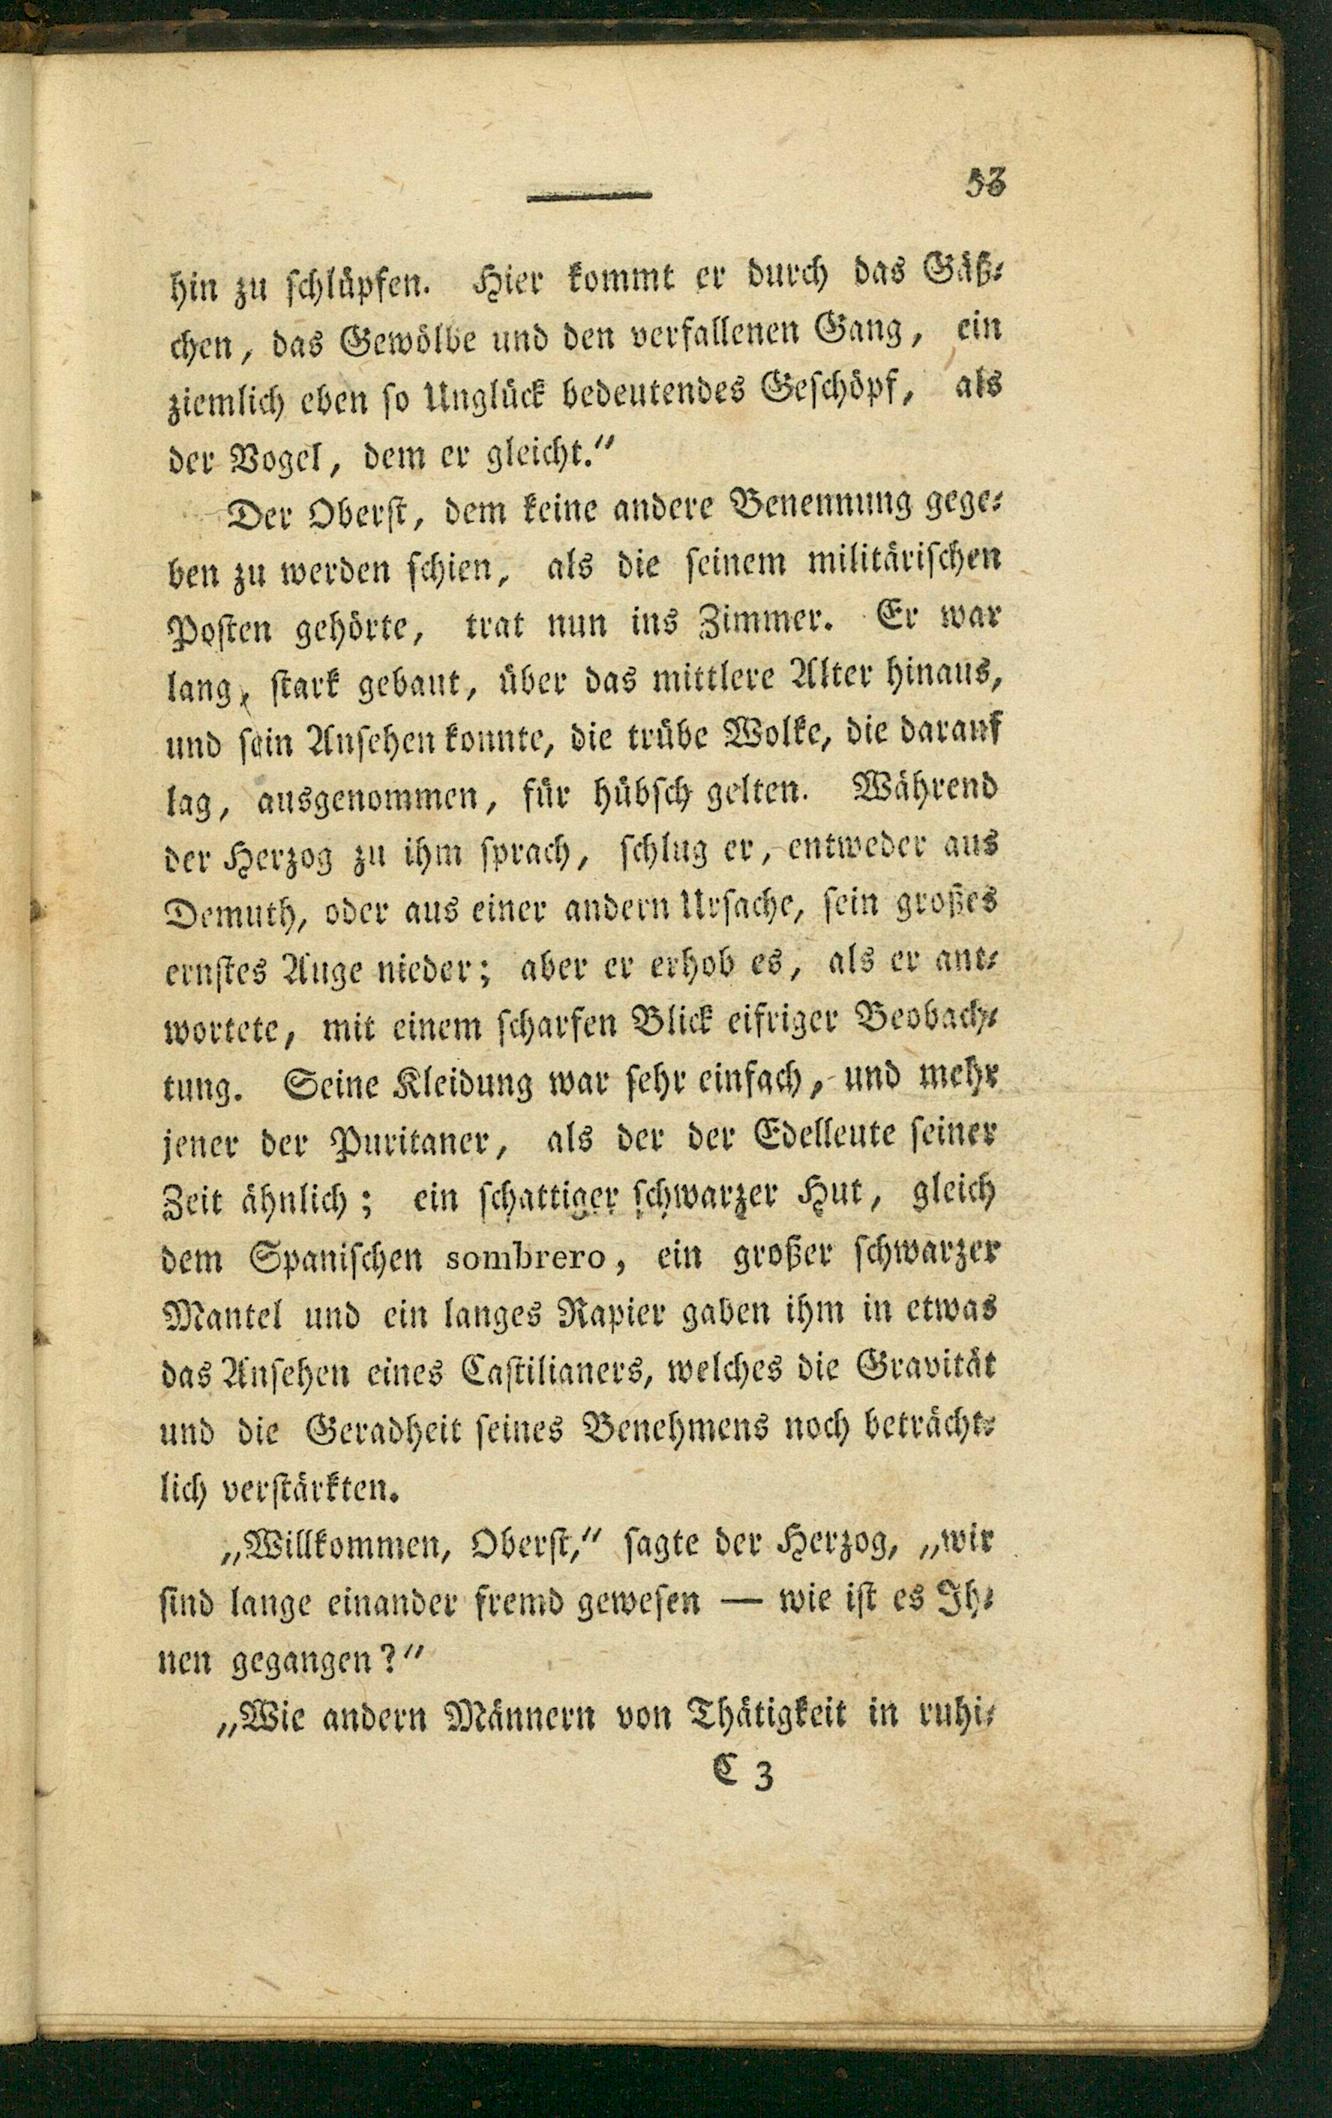 53
hin zu schlüpfen. Hier kommt er durch das Gäß-
chen, das Gewölbe und den verfallenen Gang, ein
ziemlich eben so Unglück bedeutendes Geschöpf, als
der Vogel, dem er gleicht.“
Der Oberst, dem keine andere Benennung gege-
ben zu werden schien, als die seinem militärischen
Posten gehörte, trat nun ins Zimmer. Er war
lang, stark gebaut, über das mittlere Alter hinaus,
und sein Ansehen konnte, die trübe Wolke, die darauf
lag, ausgenommen, für hübsch gelten. Während
der Herzog zu ihm sprach, schlug er, entweder aus
Demuth, oder aus einer andern Ursache, sein großes
ernstes Auge nieder; aber er erhob es, als er ant-
wortete, mit einem scharfen Blick eifriger Beobach-
tung. Seine Kleidung war sehr einfach, und mehr
jener der Puritaner, als der der Edelleute seiner
Zeit ähnlich; ein schattiger schwarzer Hut, gleich
dem Spanischen sombrero, ein großer schwarzer
Mantel und ein langes Rapier gaben ihm in etwas
das Ansehen eines Castilianers, welches die Gravität
und die Geradheit seines Benehmens noch beträcht-
lich verstärkten.
„Willkommen, Oberst,“ sagte der Herzog, „wir
sind lange einander fremd gewesen — wie ist es Ih-
nen gegangen?“
„Wie andern Männern von Thätigkeit in ruhi-
C 3